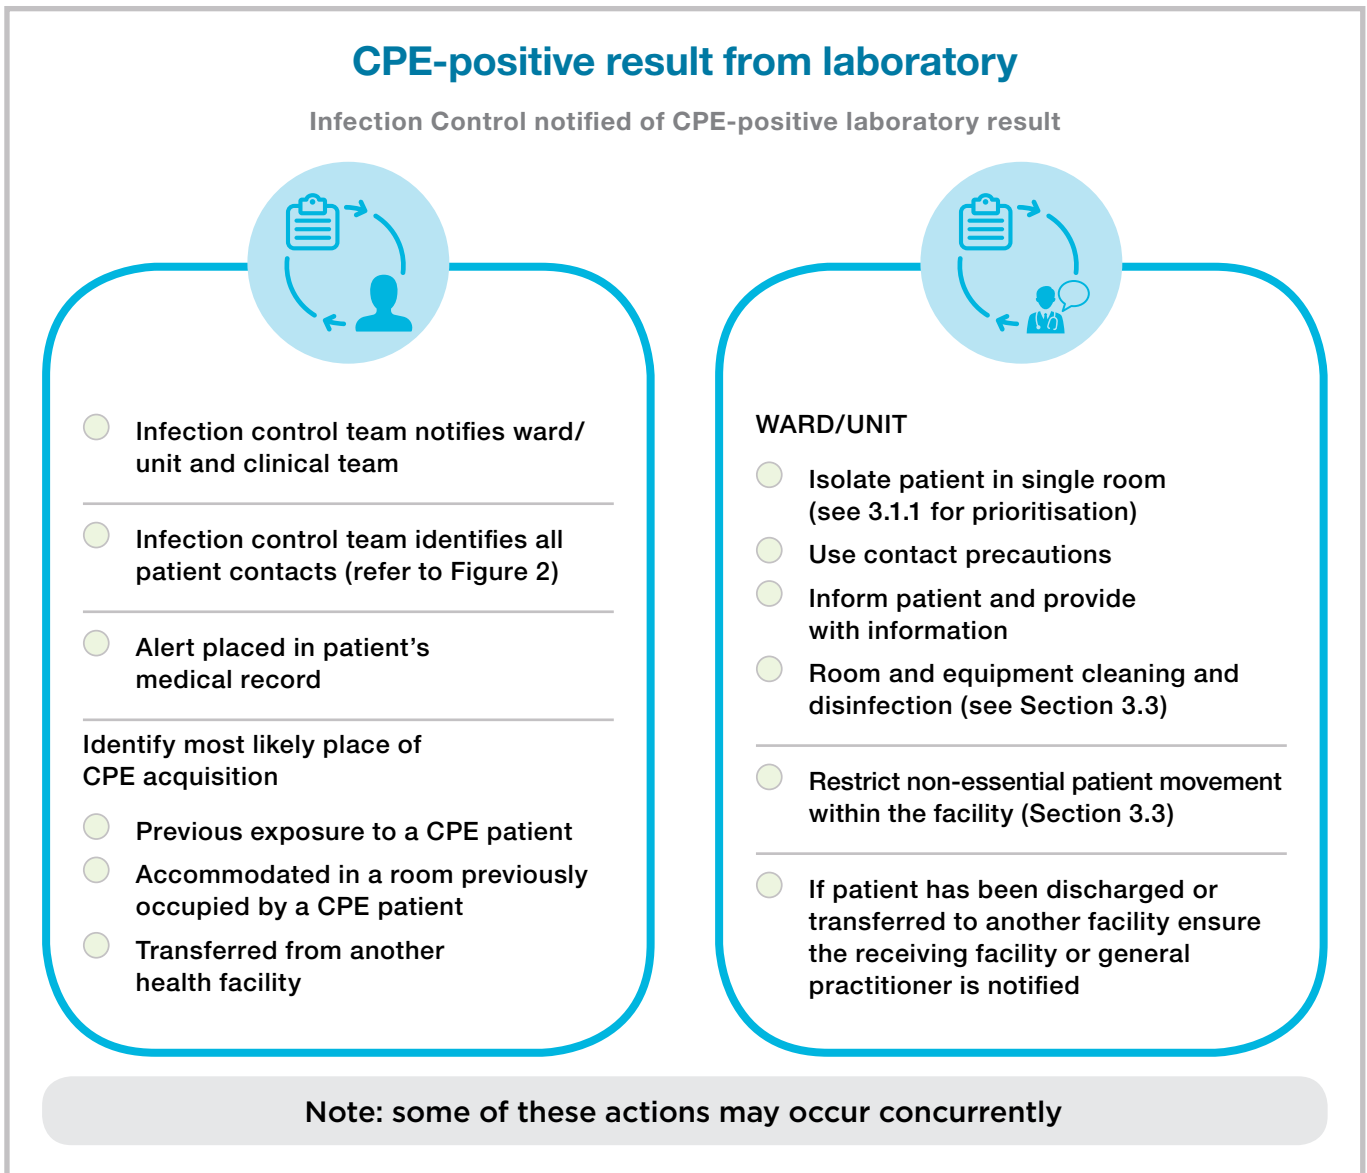 CPE-positive result from laboratory
Infection Control notified of CPE-positive laboratory result
Infection control team notifies ward/
unit and clinical team
Infection control team identifies all
patient contacts (refer to Figure 2)
Alert placed in patient’s
medical record
Identify most likely place of
CPE acquisition
Previous exposure to a CPE patient
Accommodated in a room previously
occupied by a CPE patient
Transferred from another
health facility
WARD/UNIT
Isolate patient in single room
(see 3.1.1 for prioritisation)
Use contact precautions
Inform patient and provide
with information
Room and equipment cleaning and
disinfection (see Section 3.3)
Restrict non-essential patient movement
within the facility (Section 3.3)
If patient has been discharged or
transferred to another facility ensure
the receiving facility or general
practitioner is notified
Note: some of these actions may occur concurrently